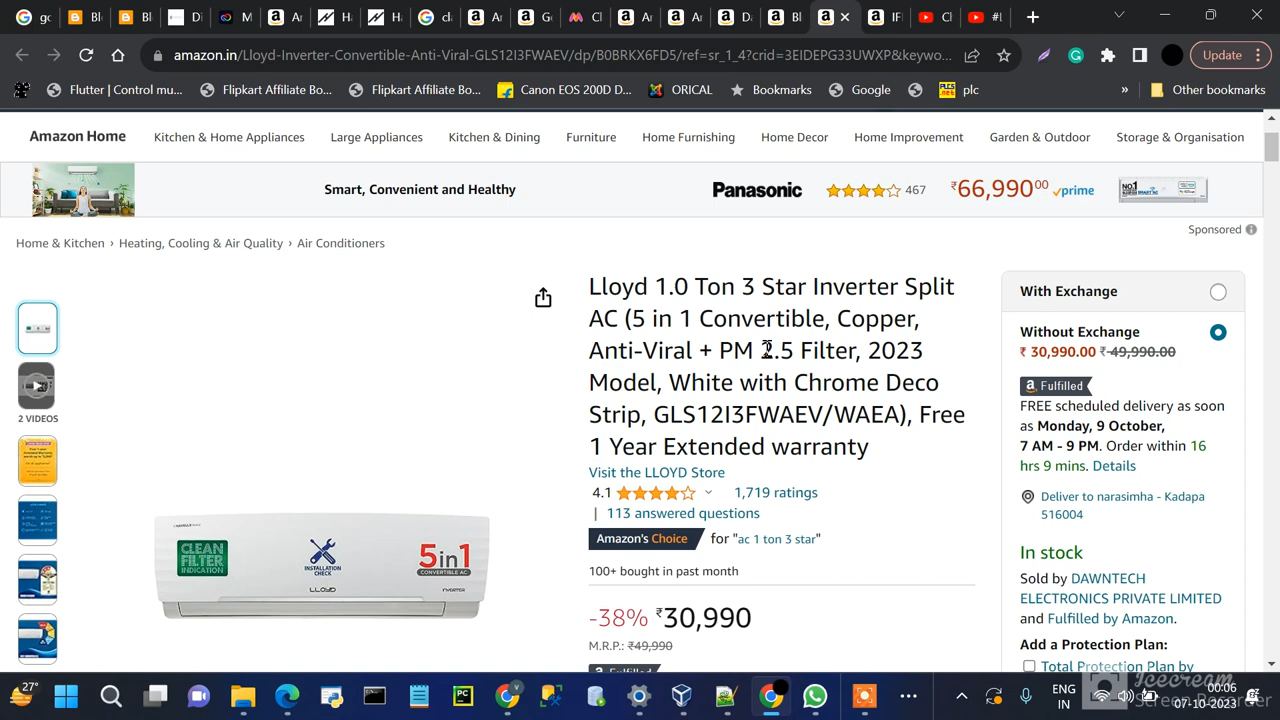 Update
amazon.in/Lloyd-Inverter-Convertible-Anti-Viral-GLS12I3FWAEV/dp/B0BRKX6FD5/ref=sr_1_4?crid=3EIDEPG33UWXP&keywo...
Flutter | Control mu...
Flipkart Affiliate Bo...
Flipkart Affiliate Bo...
Canon EOS 200D D...
ORICAL
Bookmarks
Google
plc
»
Other bookmarks
Amazon Home
Kitchen & Home Appliances
Large Appliances
Kitchen & Dining
Furniture
Home Furnishing
Home Decor
Home Improvement
Garden & Outdoor
Storage & Organisation
Smart, Convenient and Healthy
Panasonic
467
₹66,990⁰⁰
prime
Sponsored
Home & Kitchen › Heating, Cooling & Air Quality › Air Conditioners
Lloyd 1.0 Ton 3 Star Inverter Split
AC (5 in 1 Convertible, Copper,
Anti-Viral + PM 2.5 Filter, 2023
Model, White with Chrome Deco
Strip, GLS12I3FWAEV/WAEA), Free
1 Year Extended warranty
Visit the LLOYD Store
4.1
1,719 ratings
| 113 answered questions
Amazon's Choice for "ac 1 ton 3 star"
100+ bought in past month
-38% ₹30,990
M.R.P.: ₹49,990
Fulfilled
2 VIDEOS
CLEAN
FILTER
INDICATION
INSTALLATION
CHECK
LLOYD
5in1
CONVERTIBLE AC
INVERTER
With Exchange
Without Exchange
₹ 30,990.00 ₹ 49,990.00
Fulfilled
FREE scheduled delivery as soon
as Monday, 9 October,
7 AM - 9 PM. Order within 16
hrs 9 mins. Details
Deliver to narasimha - Kadapa
516004
In stock
Sold by DAWNTECH
ELECTRONICS PRIVATE LIMITED
and Fulfilled by Amazon.
Add a Protection Plan:
Total Protection Plan by
27°
ENG
IN
00:06
07-10-2023
Icecream
Screen Recorder